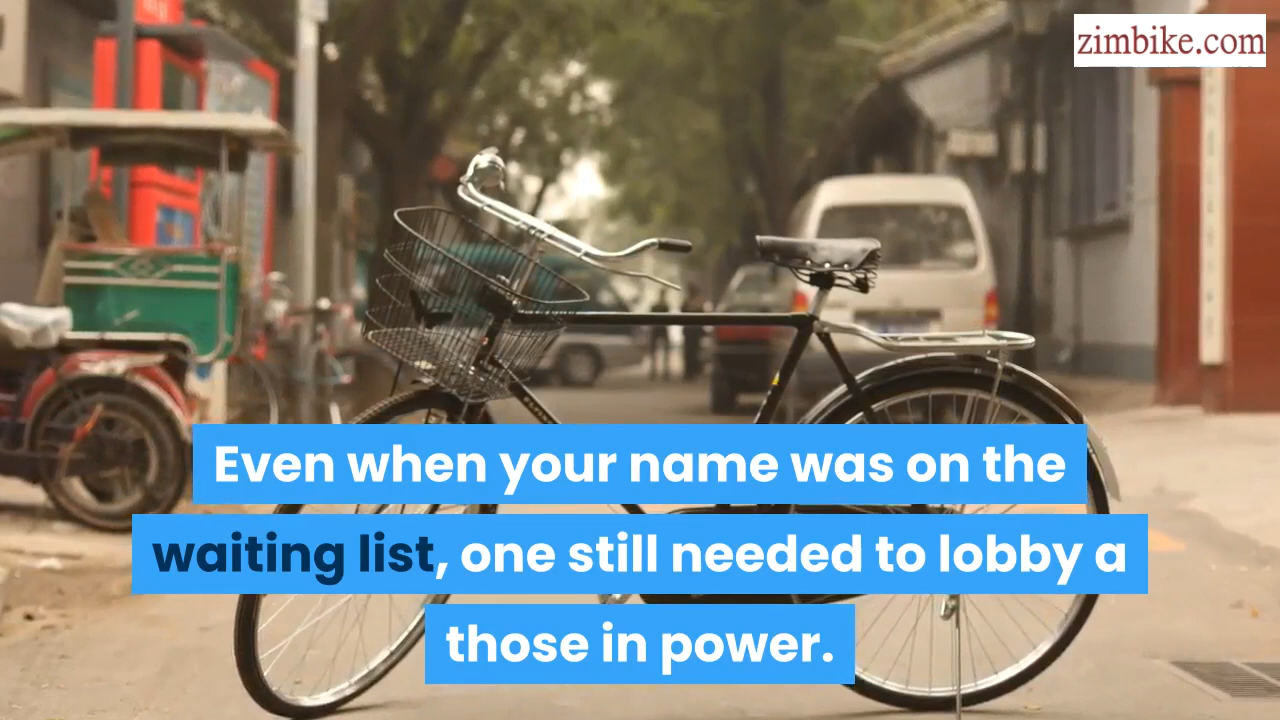 zimbike.com
Even when your name was on the
waiting list, one still needed to lobby a
those in power.